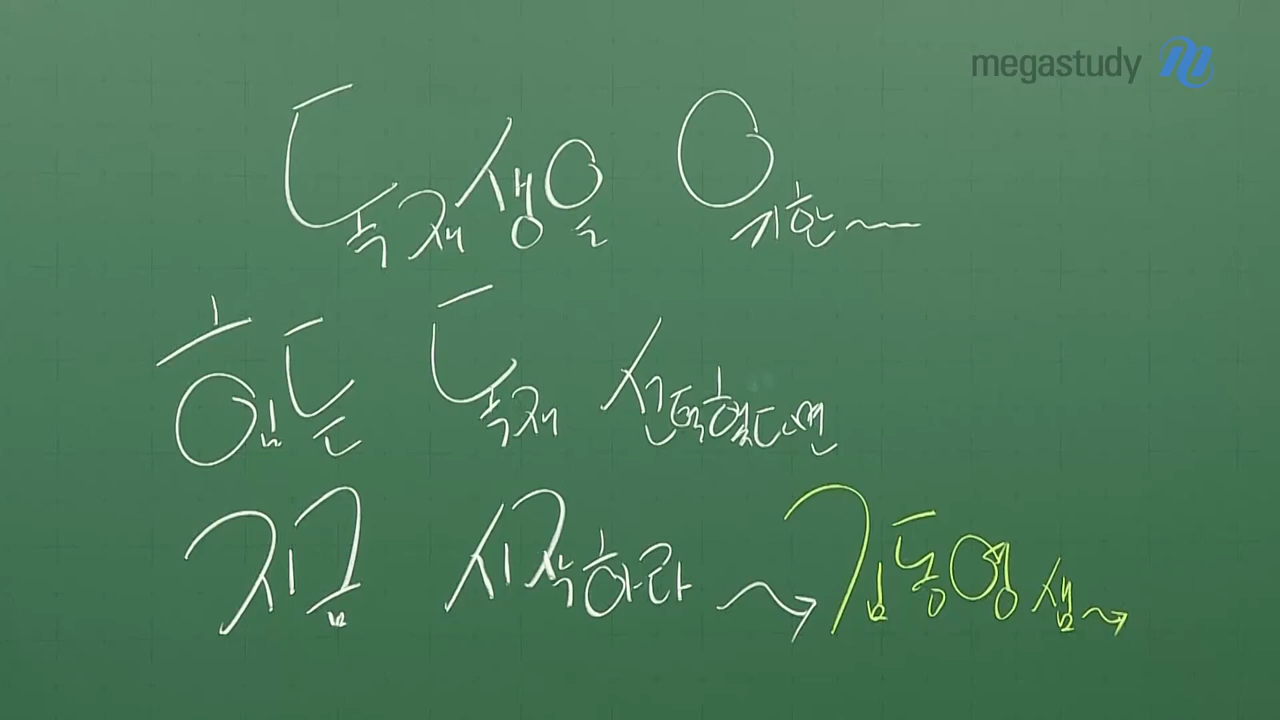 megastudy
독재생을 위한~
힘든 독재 선택했다면
지금 시작하라 → 김동영 샘~